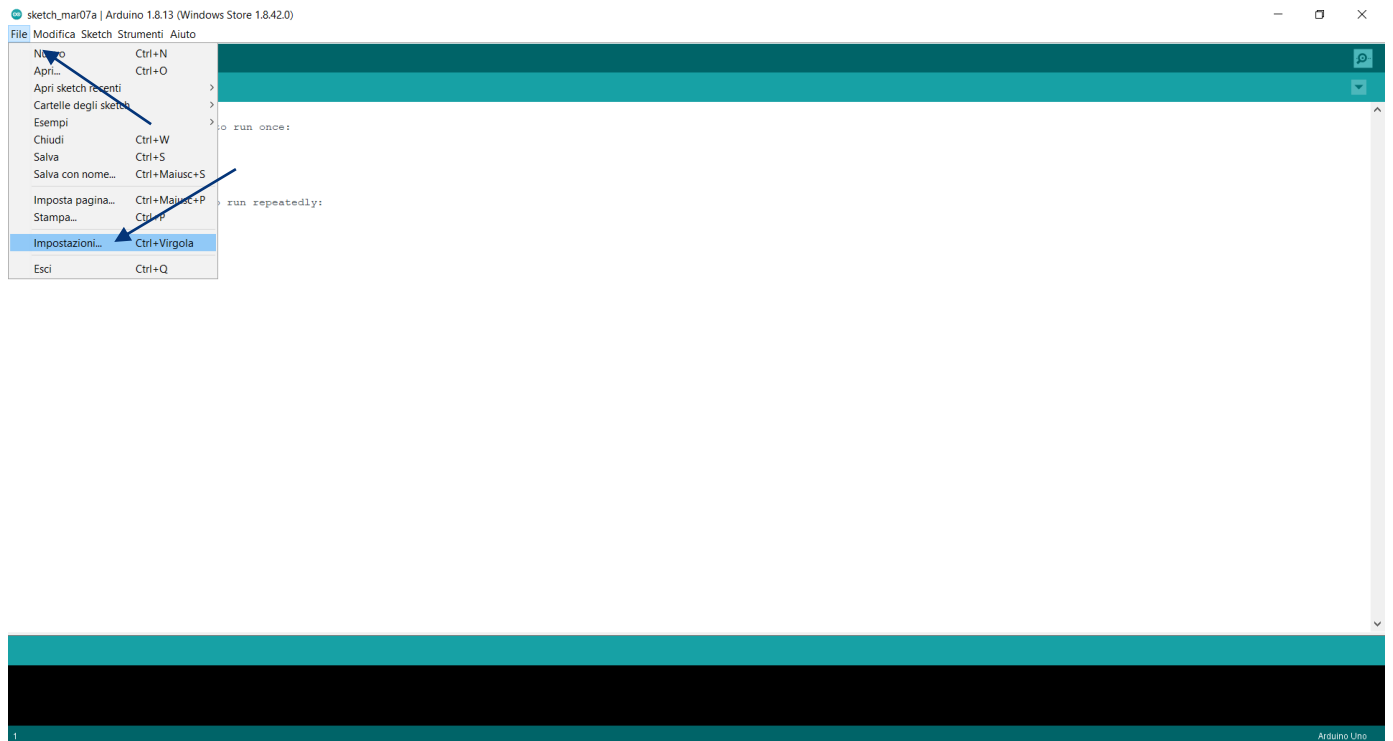 sketch_mar07a | Arduino 1.8.13 (Windows Store 1.8.42.0)
File Modifica Sketch Strumenti Aiuto
Nuovo Ctrl+N
Apri... Ctrl+O
Apri sketch recenti
Cartelle degli sketch
Esempi
to run once:
Chiudi Ctrl+W
Salva Ctrl+S
Salva con nome... Ctrl+Maiusc+S
Imposta pagina... Ctrl+Maiusc+P
run repeatedly:
Stampa... Ctrl+P
Impostazioni... Ctrl+Virgola
Esci Ctrl+Q
1 Arduino Uno